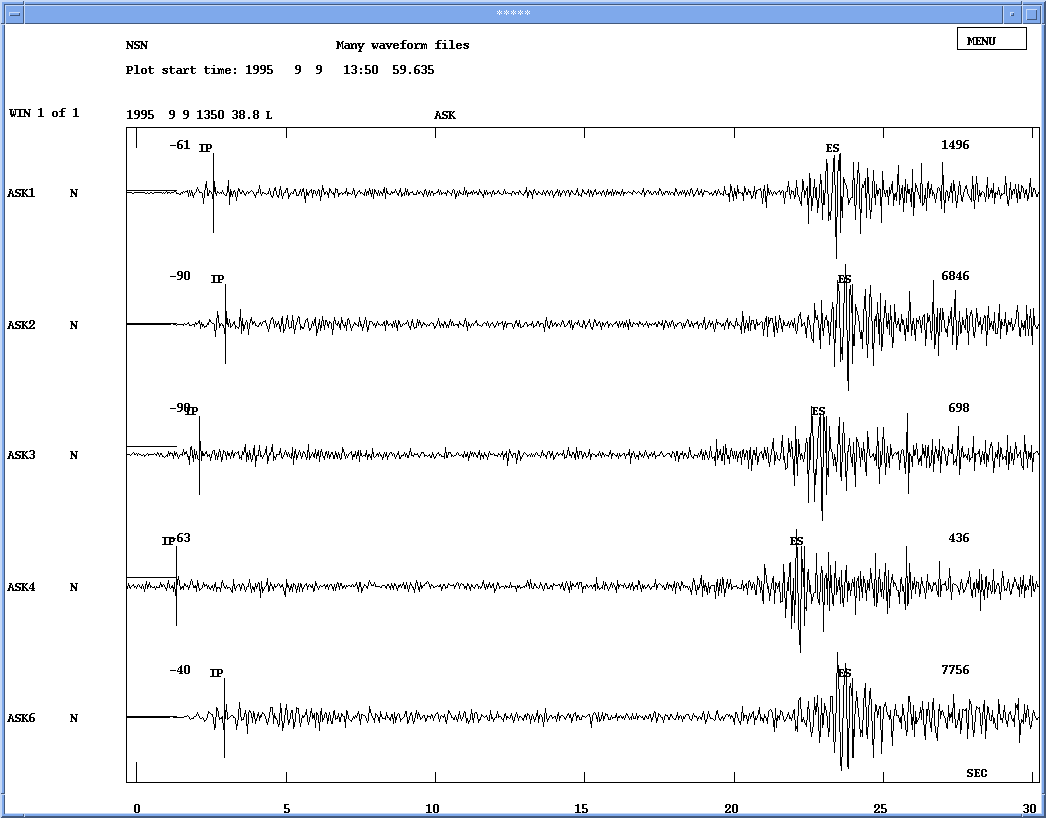 *****
MENU
NSN Many waveform files
Plot start time: 1995 9 9 13:50 59.635
WIN 1 of 1
1995 9 9 1350 38.8 L ASK
-61 IP ES 1496
ASK1 N
-90 IP ES 6846
ASK2 N
-90 IP ES 698
ASK3 N
IP -63 ES 436
ASK4 N
-40 IP ES 7756
ASK6 N
SEC
0 5 10 15 20 25 30